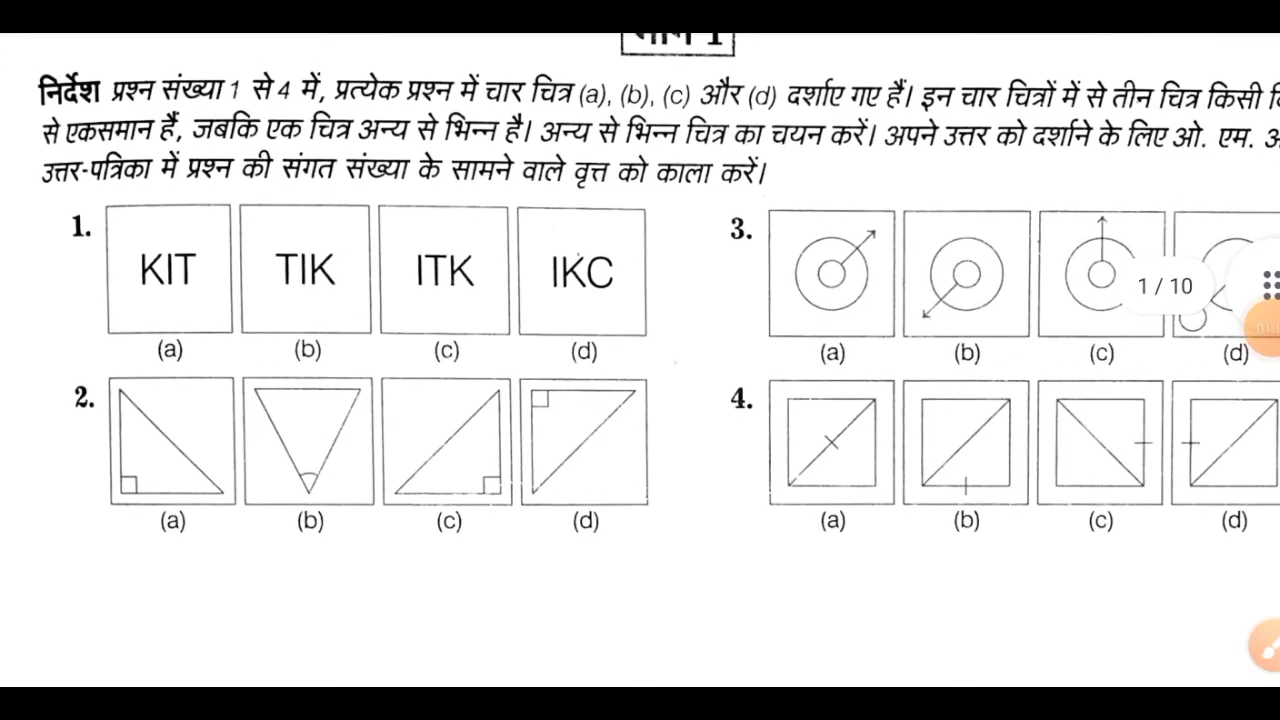 निर्देश प्रश्न संख्या 1 से 4 में, प्रत्येक प्रश्न में चार चित्र (a), (b), (c) और (d) दर्शाए गए हैं। इन चार चित्रों में से तीन चित्र किसी
से एकसमान हैं, जबकि एक चित्र अन्य से भिन्न है। अन्य से भिन्न चित्र का चयन करें। अपने उत्तर को दर्शाने के लिए ओ. एम.
उत्तर-पत्रिका में प्रश्न की संगत संख्या के सामने वाले वृत्त को काला करें।
1.
KIT TIK ITK IKC
(a) (b) (c) (d)
2.
(a) (b) (c) (d)
3.
1 / 10
(a) (b) (c) (d)
4.
(a) (b) (c) (d)